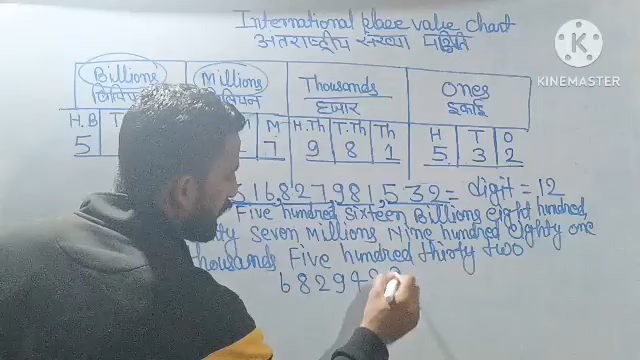 International place value chart
अंतराष्ट्रीय संख्या पद्धिति
Billions Millions Thousands Ones
हजार इकाई
H.B M H.Th T.Th Th H T O
5 7 9 8 1 5 3 2
16,827,981,532 = digit = 12
Five hundred sixteen Billions eight hundred,
Seven Millions Nine hundred eighty one
thousands Five hundred thirty two
68294
KINEMASTER